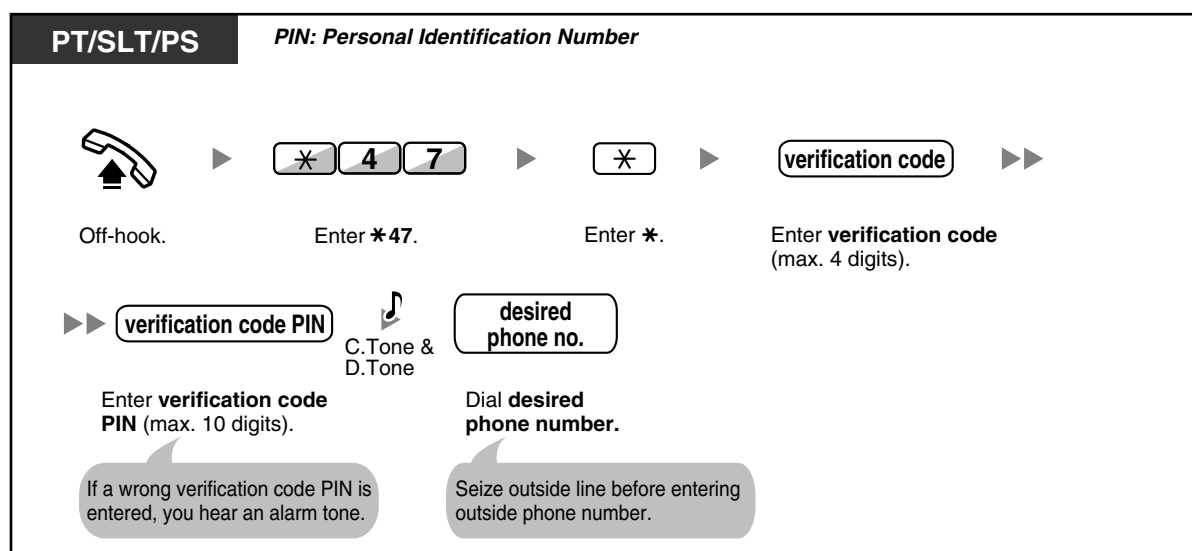 PT/SLT/PS
PIN: Personal Identification Number
* 4 7
*
verification code
Off-hook.
Enter *47.
Enter *.
Enter verification code
(max. 4 digits).
verification code PIN
C.Tone &
D.Tone
desired
phone no.
Enter verification code
PIN (max. 10 digits).
Dial desired
phone number.
If a wrong verification code PIN is
entered, you hear an alarm tone.
Seize outside line before entering
outside phone number.